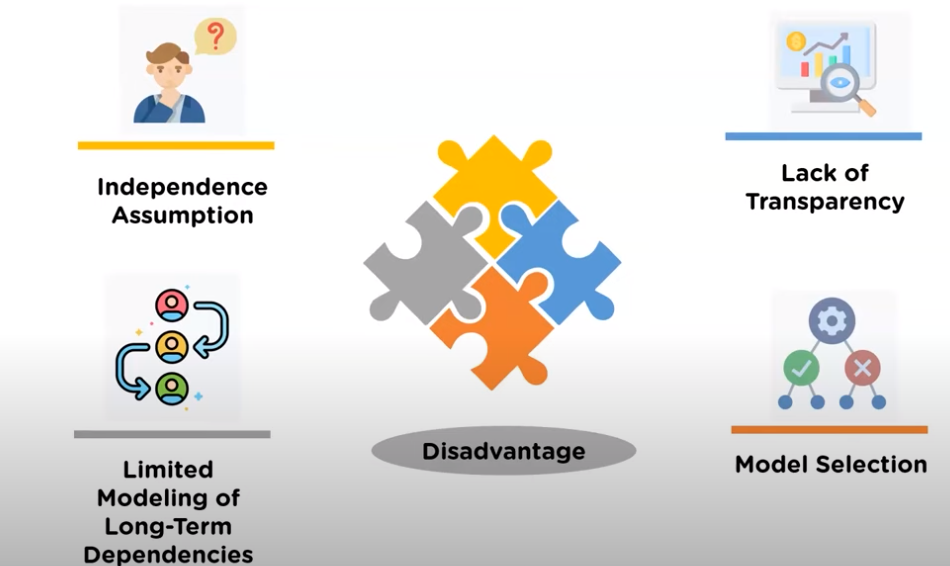 Independence
Assumption
Lack of
Transparency
Limited
Modeling of
Long-Term
Dependencies
Disadvantage
Model Selection